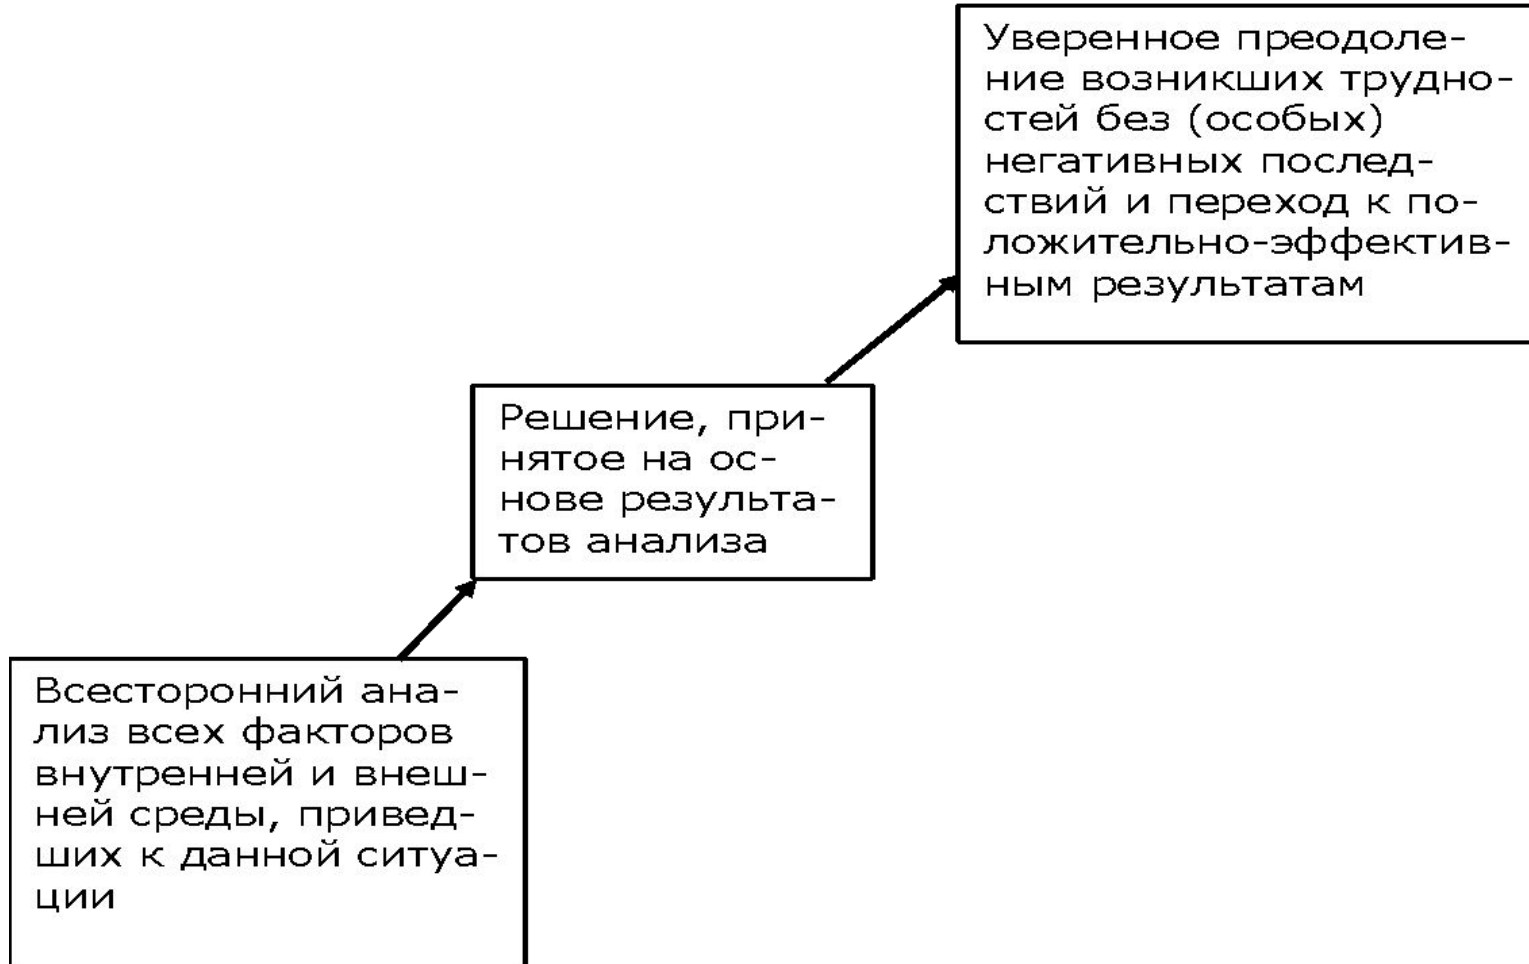 Уверенное преодоле-
ние возникших трудно-
стей без (особых)
негативных послед-
ствий и переход к по-
ложительно-эффектив-
ным результатам
Решение, при-
нятое на ос-
нове результа-
тов анализа
Всесторонний ана-
лиз всех факторов
внутренней и внеш-
ней среды, привед-
ших к данной ситуа-
ции